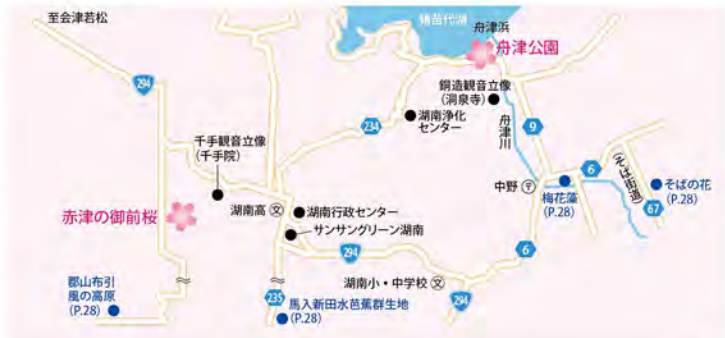 至会津若松
猪苗代湖
舟津浜
舟津公園
294
銅造観音立像
(洞泉寺)
湖南浄化
センター
234
舟津川
9
千手観音立像
(千手院)
中野
6
(そば街道)
そばの花
(P.28)
梅花藻
(P.28)
67
赤津の御前桜
湖南高
文
湖南行政センター
サンサングリーン湖南
294
6
湖南小・中学校
文
294
郡山布引
風の高原
(P.28)
235
馬入新田水芭蕉群生地
(P.28)